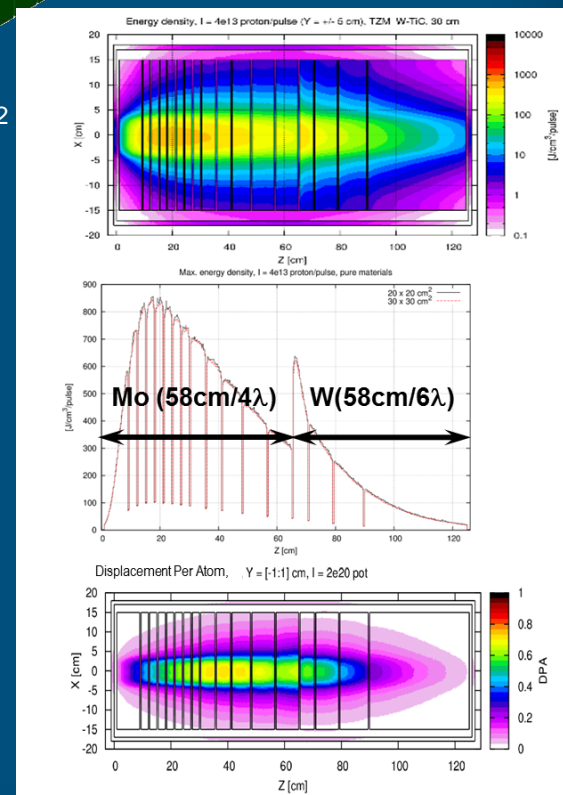 2
Energy density, I = 4e13 proton/pulse (Y = +/- 5 cm), TZM W-TiC, 30 cm
20
15
10
5
0
-5
-10
-15
-20
X [cm]
0 20 40 60 80 100 120
Z [cm]
10000
1000
100
10
1
0.1
[J/cm³/pulse]
Max. energy density, I = 4e13 proton/pulse, pure materials
20 x 20 cm²
30 x 30 cm²
900
800
700
600
500
400
300
200
100
0
[J/cm³/pulse]
Mo (58cm/4λ) W(58cm/6λ)
0 20 40 60 80 100 120
Z [cm]
Displacement Per Atom, Y = [-1:1] cm, I = 2e20 pot
20
15
10
5
0
-5
-10
-15
-20
X [cm]
0 20 40 60 80 100 120
Z [cm]
1
0.8
0.6
0.4
0.2
0
DPA